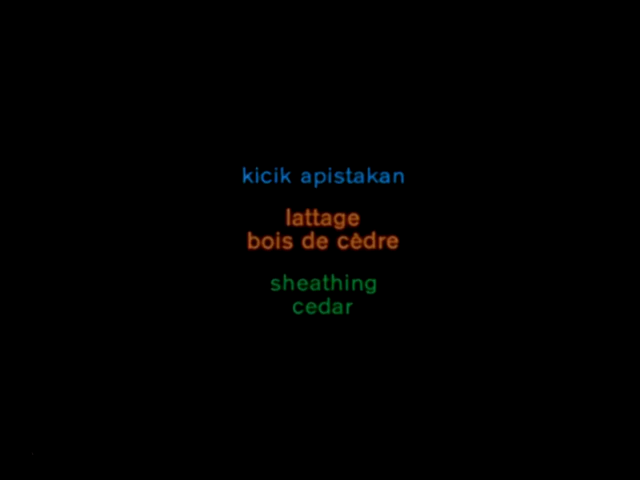 kicik apistakan
lattage
bois de cèdre
sheathing
cedar